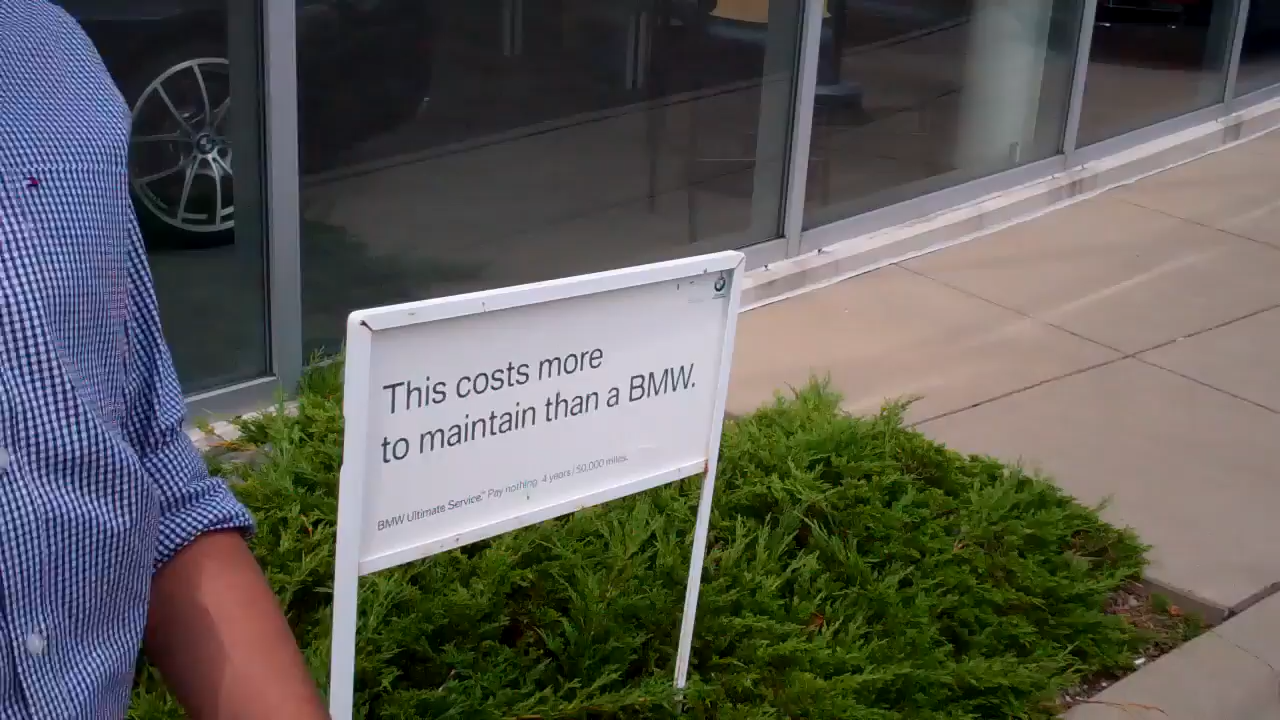 This costs more
to maintain than a BMW.
BMW Ultimate Service.™ Pay nothing. 4 years / 50,000 miles.